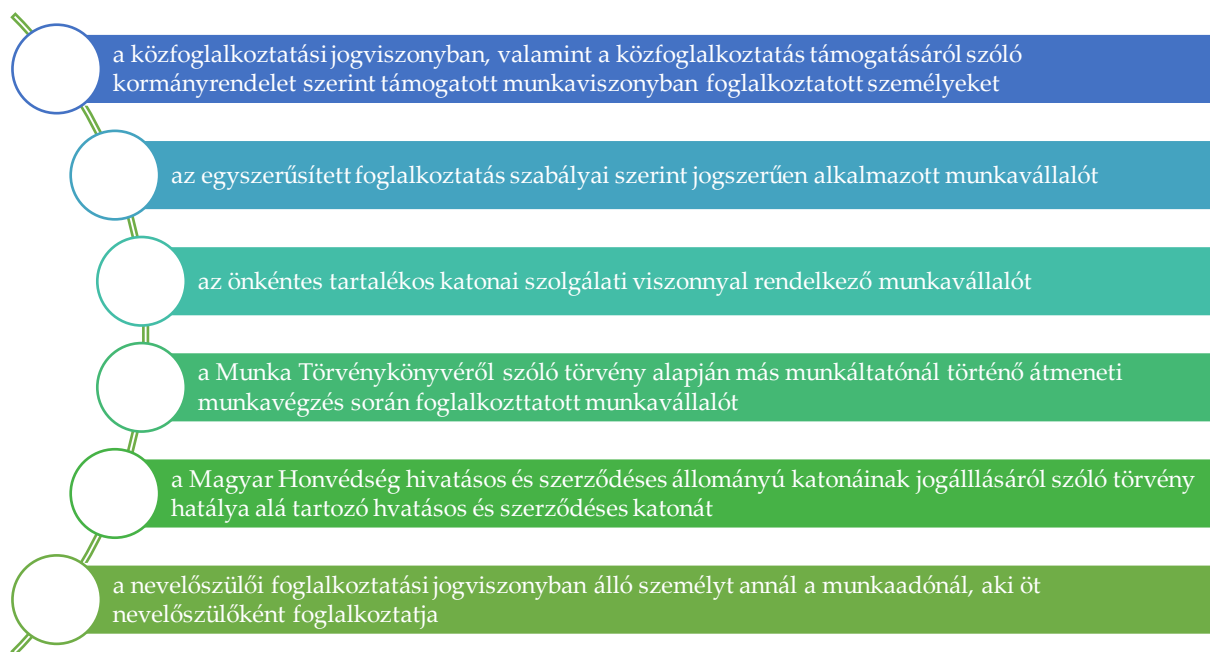 a közfoglalkoztatási jogviszonyban, valamint a közfoglalkoztatás támogatásáról szóló
kormányrendelet szerint támogatott munkaviszonyban foglalkoztatott személyeket
az egyszerűsített foglalkoztatás szabályai szerint jogszerűen alkalmazott munkavállalót
az önkéntes tartalékos katonai szolgálati viszonnyal rendelkező munkavállalót
a Munka Törvénykönyvéről szóló törvény alapján más munkáltatónál történő átmeneti
munkavégzés során foglalkozttatott munkavállalót
a Magyar Honvédség hivatásos és szerződéses állományú katonáinak jogálllásáról szóló törvény
hatálya alá tartozó hvatásos és szerződéses katonát
a nevelőszülői foglalkoztatási jogviszonyban álló személyt annál a munkaadónál, aki öt
nevelőszülőként foglalkoztatja